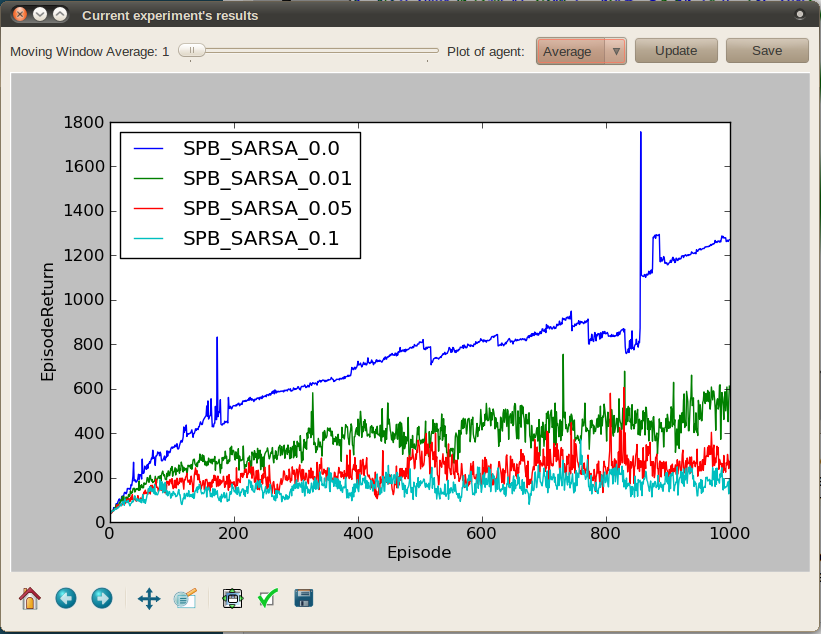 Current experiment's results
Moving Window Average: 1
Plot of agent:
Average
Update
Save
1800
1600
1400
1200
1000
800
600
400
200
0
EpisodeReturn
SPB_SARSA_0.0
SPB_SARSA_0.01
SPB_SARSA_0.05
SPB_SARSA_0.1
0 200 400 600 800 1000
Episode